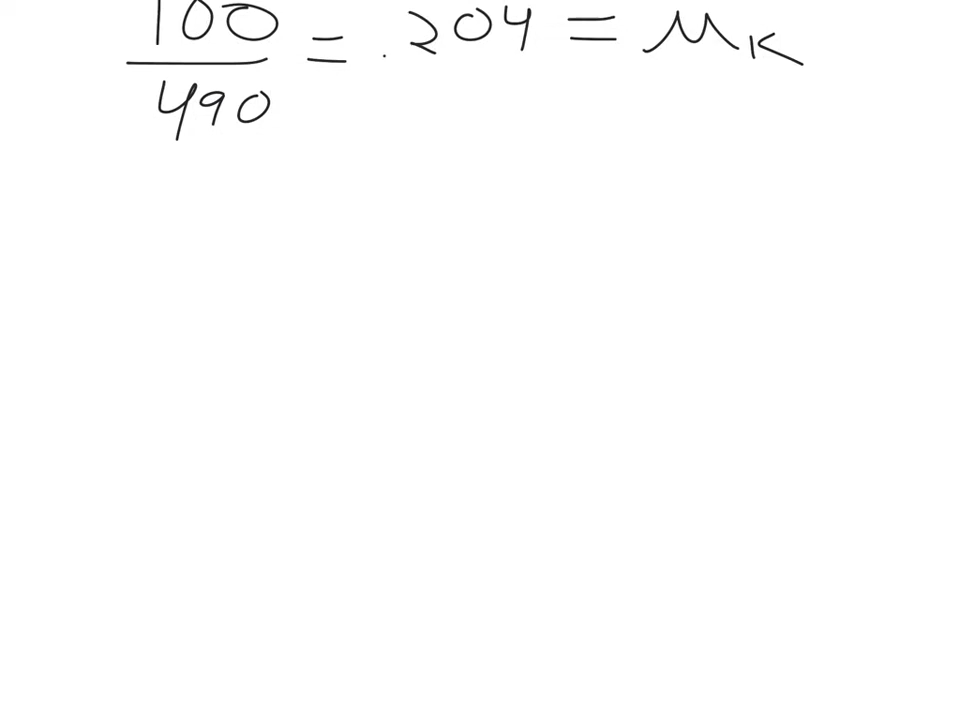 100/490 = .204 = μK